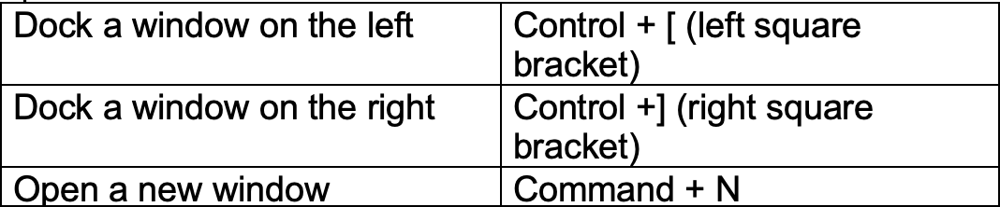 Dock a window on the left
Control + [ (left square
bracket)
Dock a window on the right
Control +] (right square
bracket)
Open a new window
Command + N